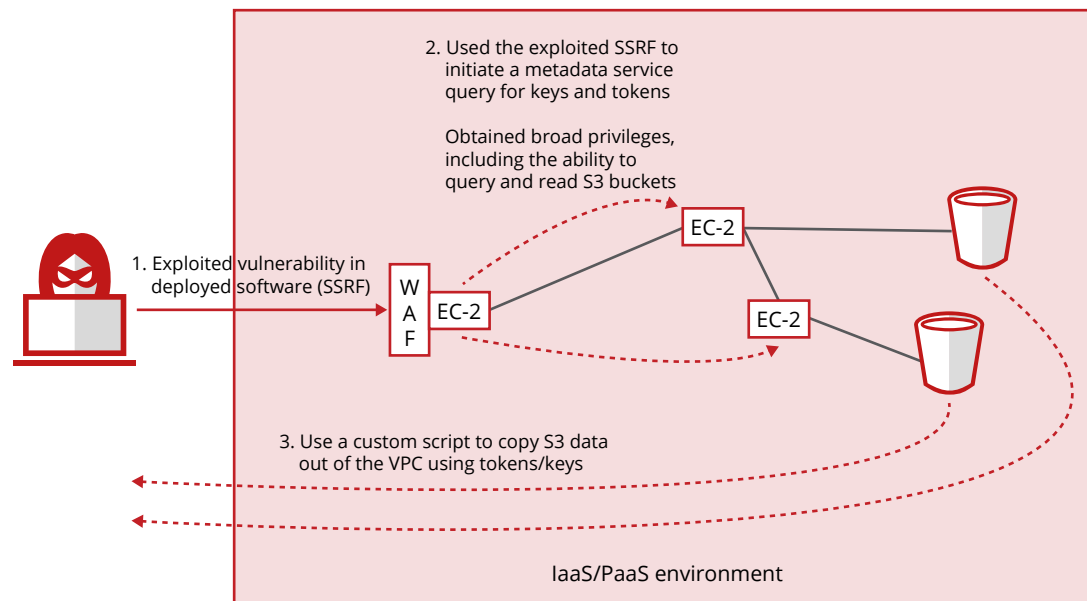 2. Used the exploited SSRF to
initiate a metadata service
query for keys and tokens
Obtained broad privileges,
including the ability to
query and read S3 buckets
1. Exploited vulnerability in
deployed software (SSRF)
W
A
F
EC-2
EC-2
EC-2
3. Use a custom script to copy S3 data
out of the VPC using tokens/keys
IaaS/PaaS environment